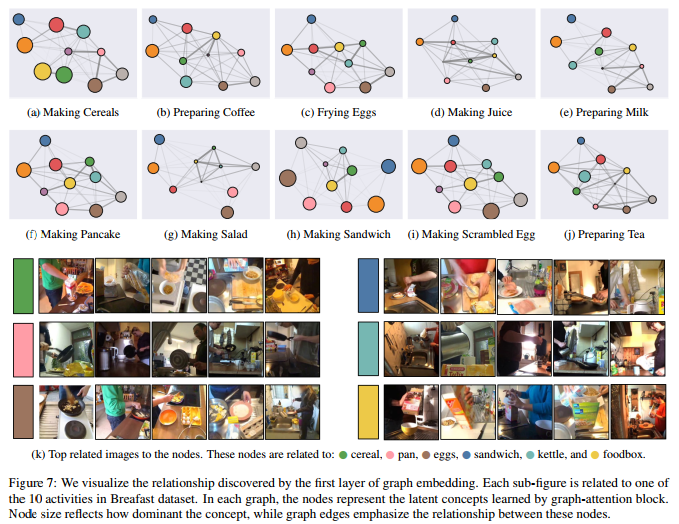 (a) Making Cereals
(b) Preparing Coffee
(c) Frying Eggs
(d) Making Juice
(e) Preparing Milk
(f) Making Pancake
(g) Making Salad
(h) Making Sandwich
(i) Making Scrambled Egg
(j) Preparing Tea
(k) Top related images to the nodes. These nodes are related to: cereal, pan, eggs, sandwich, kettle, and foodbox.
Figure 7: We visualize the relationship discovered by the first layer of graph embedding. Each sub-figure is related to one of
the 10 activities in Breafast dataset. In each graph, the nodes represent the latent concepts learned by graph-attention block.
Node size reflects how dominant the concept, while graph edges emphasize the relationship between these nodes.